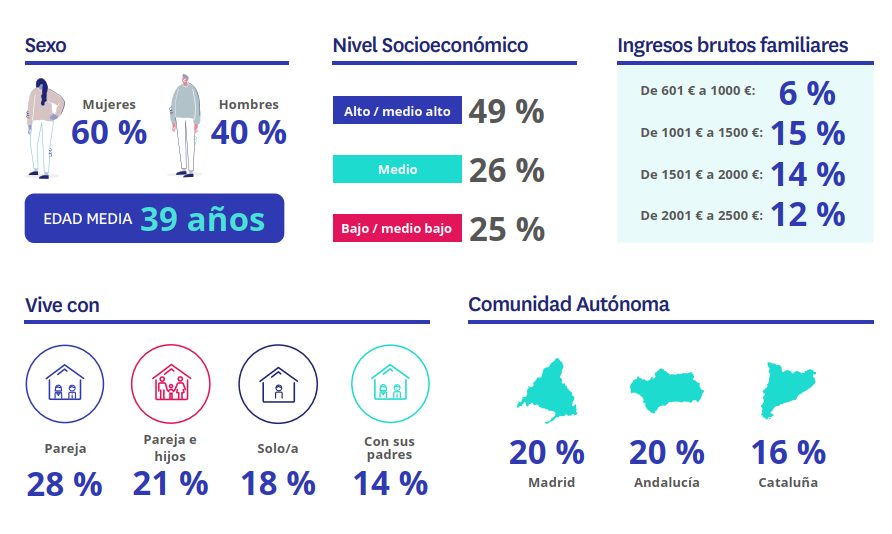 Sexo
Mujeres
60 %
Hombres
40 %
EDAD MEDIA 39 años
Nivel Socioeconómico
Alto / medio alto 49 %
Medio 26 %
Bajo / medio bajo 25 %
Ingresos brutos familiares
De 601 € a 1000 €: 6 %
De 1001 € a 1500 €: 15 %
De 1501 € a 2000 €: 14 %
De 2001 € a 2500 €: 12 %
Vive con
Pareja
28 %
Pareja e
hijos
21 %
Solo/a
18 %
Con sus
padres
14 %
Comunidad Autónoma
20 %
Madrid
20 %
Andalucía
16 %
Cataluña